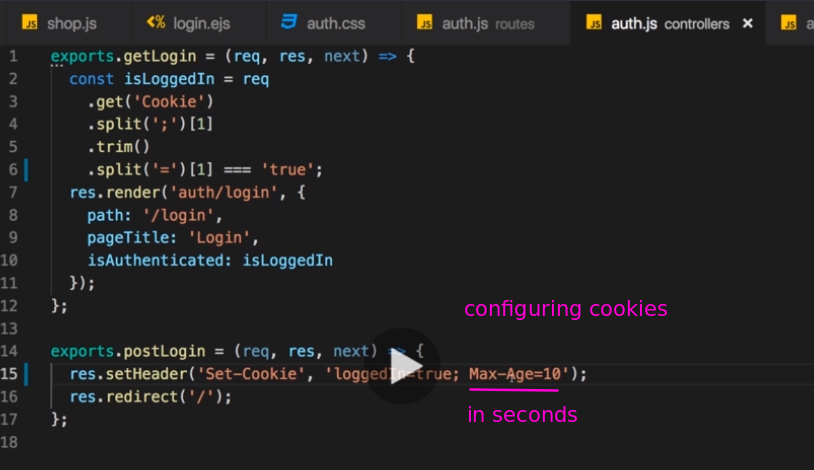 JS shop.js <% login.ejs auth.css JS auth.js routes JS auth.js controllers × JS a
1 exports.getLogin = (req, res, next) => {
2 const isLoggedIn = req
3 .get('Cookie')
4 .split(';')[1]
5 .trim()
6 .split('=')[1] === 'true';
7 res.render('auth/login', {
8 path: '/login',
9 pageTitle: 'Login',
10 isAuthenticated: isLoggedIn
11 });
12 };
configuring cookies
13
14 exports.postLogin = (req, res, next) => {
15 res.setHeader('Set-Cookie', 'loggedIn=true; Max-Age=10');
16 res.redirect('/');
in seconds
17 };
18